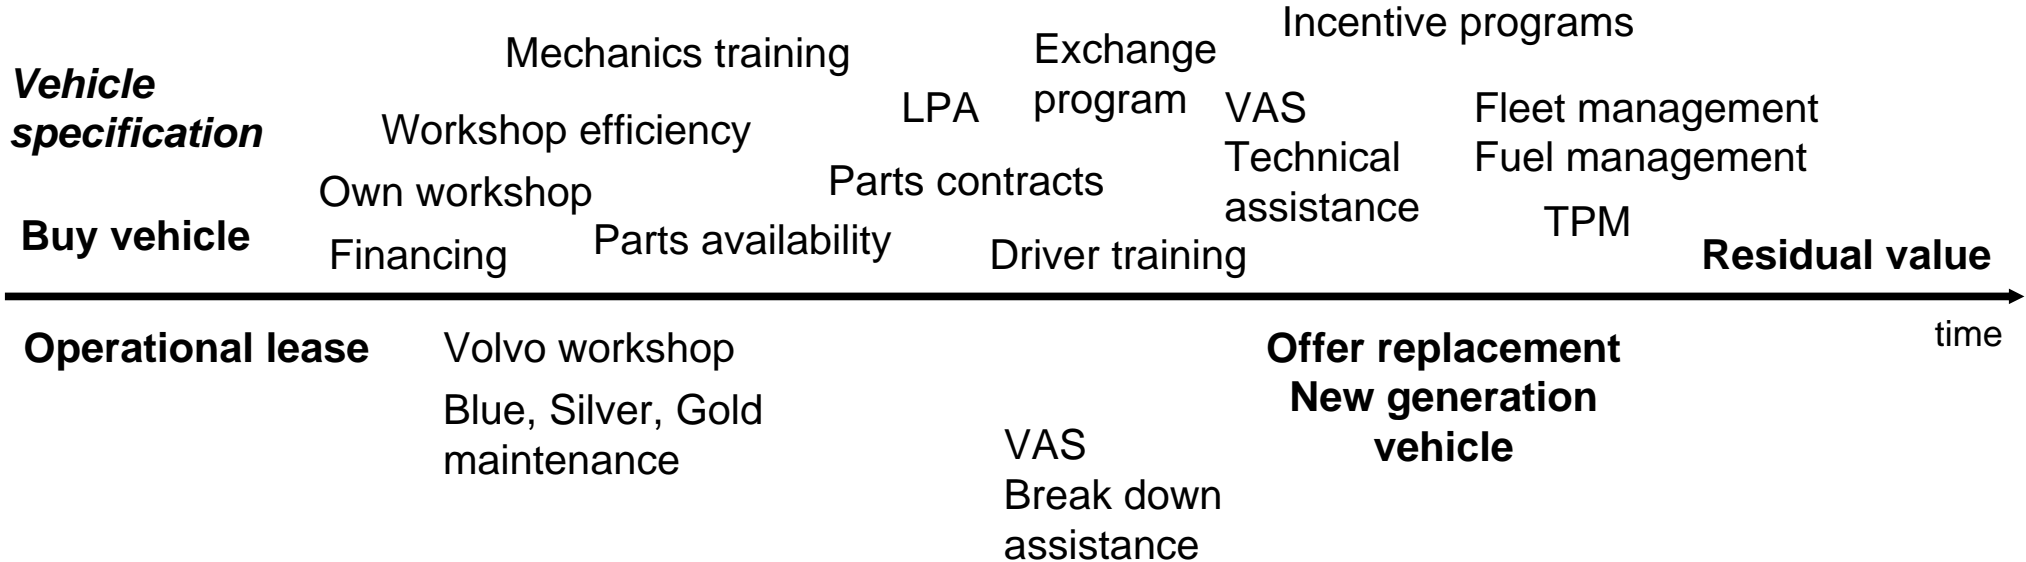 Incentive programs
Mechanics training
Exchange
program
Vehicle
specification
LPA
VAS
Technical
assistance
Fleet management
Fuel management
Workshop efficiency
Parts contracts
Own workshop
TPM
Buy vehicle
Financing
Parts availability
Driver training
Residual value
time
Operational lease
Volvo workshop
Blue, Silver, Gold
maintenance
Offer replacement
New generation
vehicle
VAS
Break down
assistance